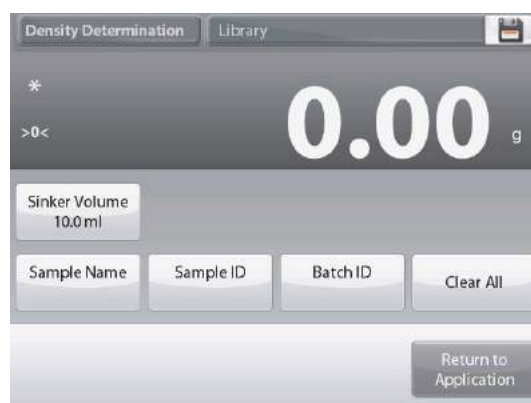 Density Determination Library
*
0.00 g
>0<
Sinker Volume
10.0 ml
Sample Name Sample ID Batch ID Clear All
Return to
Application